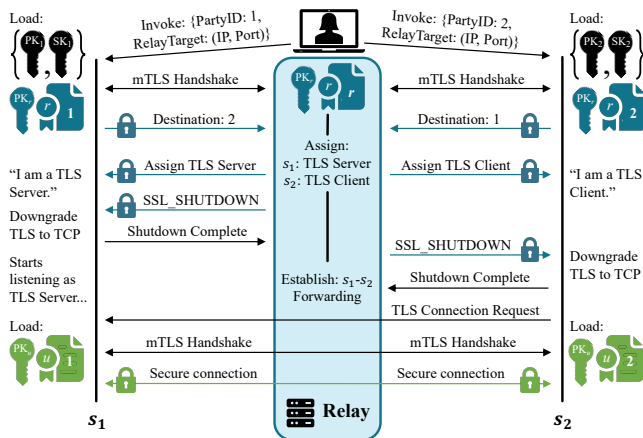 Load:
Invoke: {PartyID: 1,
RelayTarget: (IP, Port)}
Invoke: {PartyID: 2,
RelayTarget: (IP, Port)}
Load:
{PK₁, SK₁}
{PK₂, SK₂}
mTLS Handshake
mTLS Handshake
PKᵣ r 1
PKᵣ r r
PKᵣ r 2
Destination: 2
Destination: 1
Assign:
s₁: TLS Server
s₂: TLS Client
Assign TLS Server
Assign TLS Client
“I am a TLS
Server.”
“I am a TLS
Client.”
SSL_SHUTDOWN
Downgrade
TLS to TCP
Shutdown Complete
SSL_SHUTDOWN
Downgrade
TLS to TCP
Starts
listening as
TLS Server...
Establish: s₁-s₂
Forwarding
Shutdown Complete
TLS Connection Request
Load:
Load:
mTLS Handshake
mTLS Handshake
PKᵤ u 1
PKᵤ u 2
Secure connection
Secure connection
s₁
Relay
s₂